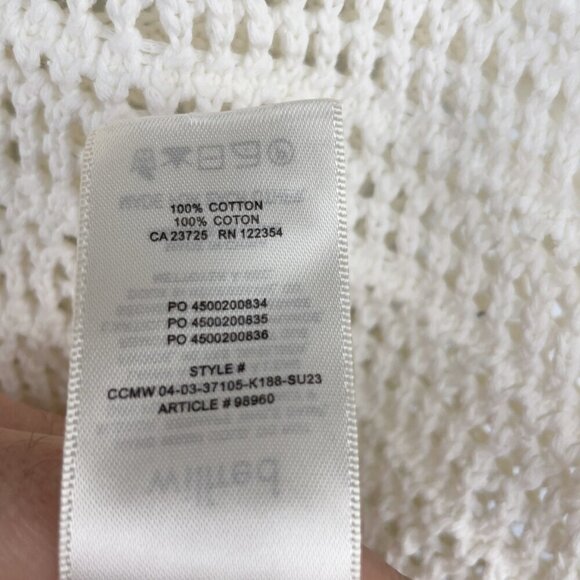 100% COTTON
100% COTON
CA 23725 RN 122354
PO 4500200834
PO 4500200835
PO 4500200836
STYLE #
CCMW 04-03-37105-K188-SU23
ARTICLE # 98960
wilfred